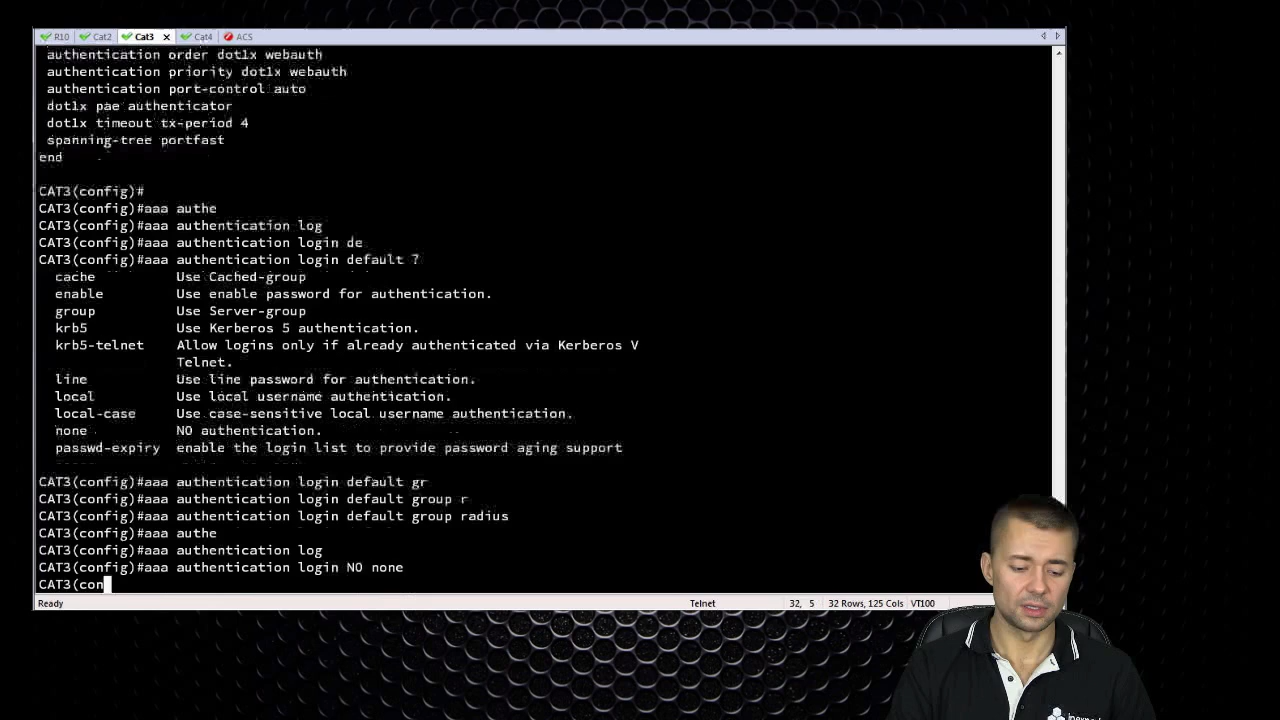 R10 Cat2 Cat3 x Cat4 ACS
authentication order dot1x webauth
authentication priority dot1x webauth
authentication port-control auto
dot1x pae authenticator
dot1x timeout tx-period 4
spanning-tree portfast
end
CAT3(config)#
CAT3(config)#aaa authe
CAT3(config)#aaa authentication log
CAT3(config)#aaa authentication login de
CAT3(config)#aaa authentication login default ?
cache Use Cached-group
enable Use enable password for authentication.
group Use Server-group
krb5 Use Kerberos 5 authentication.
krb5-telnet Allow logins only if already authenticated via Kerberos V
Telnet.
line Use line password for authentication.
local Use local username authentication.
local-case Use case-sensitive local username authentication.
none NO authentication.
passwd-expiry enable the login list to provide password aging support
CAT3(config)#aaa authentication login default gr
CAT3(config)#aaa authentication login default group r
CAT3(config)#aaa authentication login default group radius
CAT3(config)#aaa authe
CAT3(config)#aaa authentication log
CAT3(config)#aaa authentication login NO none
CAT3(con
Ready Telnet 32, 5 32 Rows, 125 Cols VT100